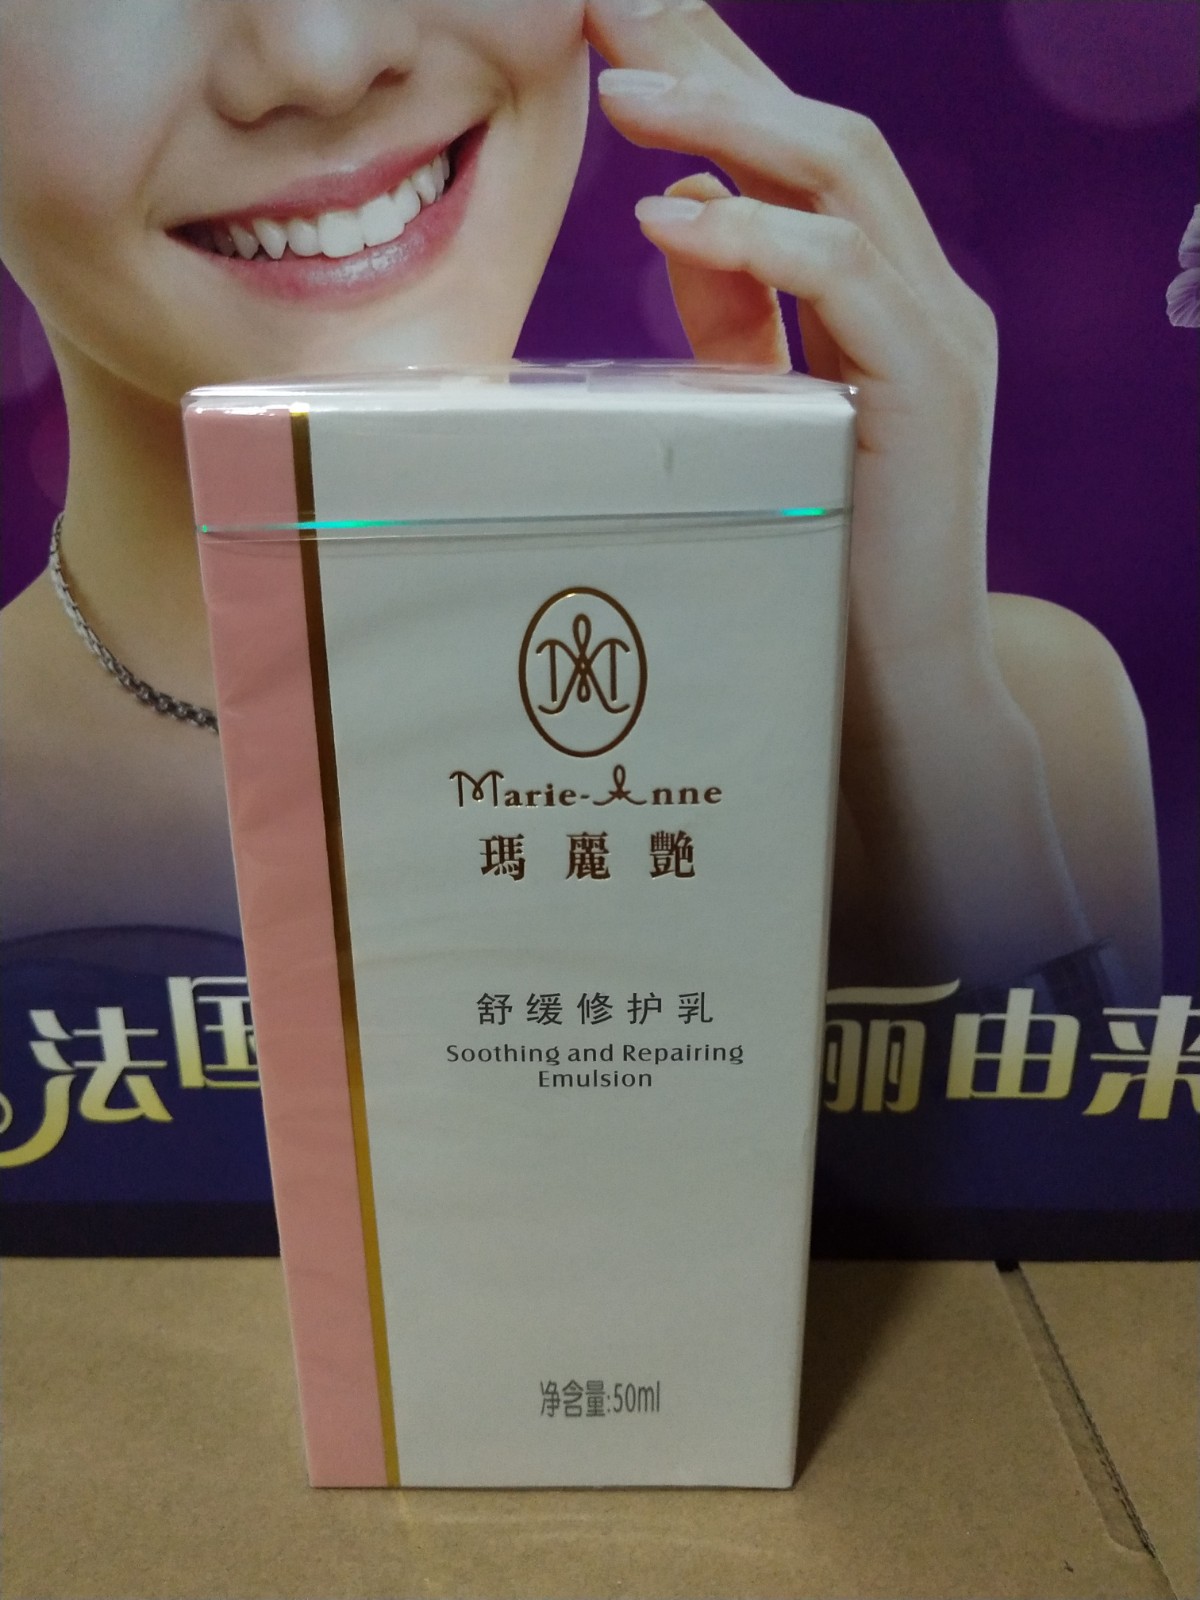 Marie-Anne
瑪麗艷
舒缓修护乳
Soothing and Repairing
Emulsion
法国 丽由来
净含量:50ml